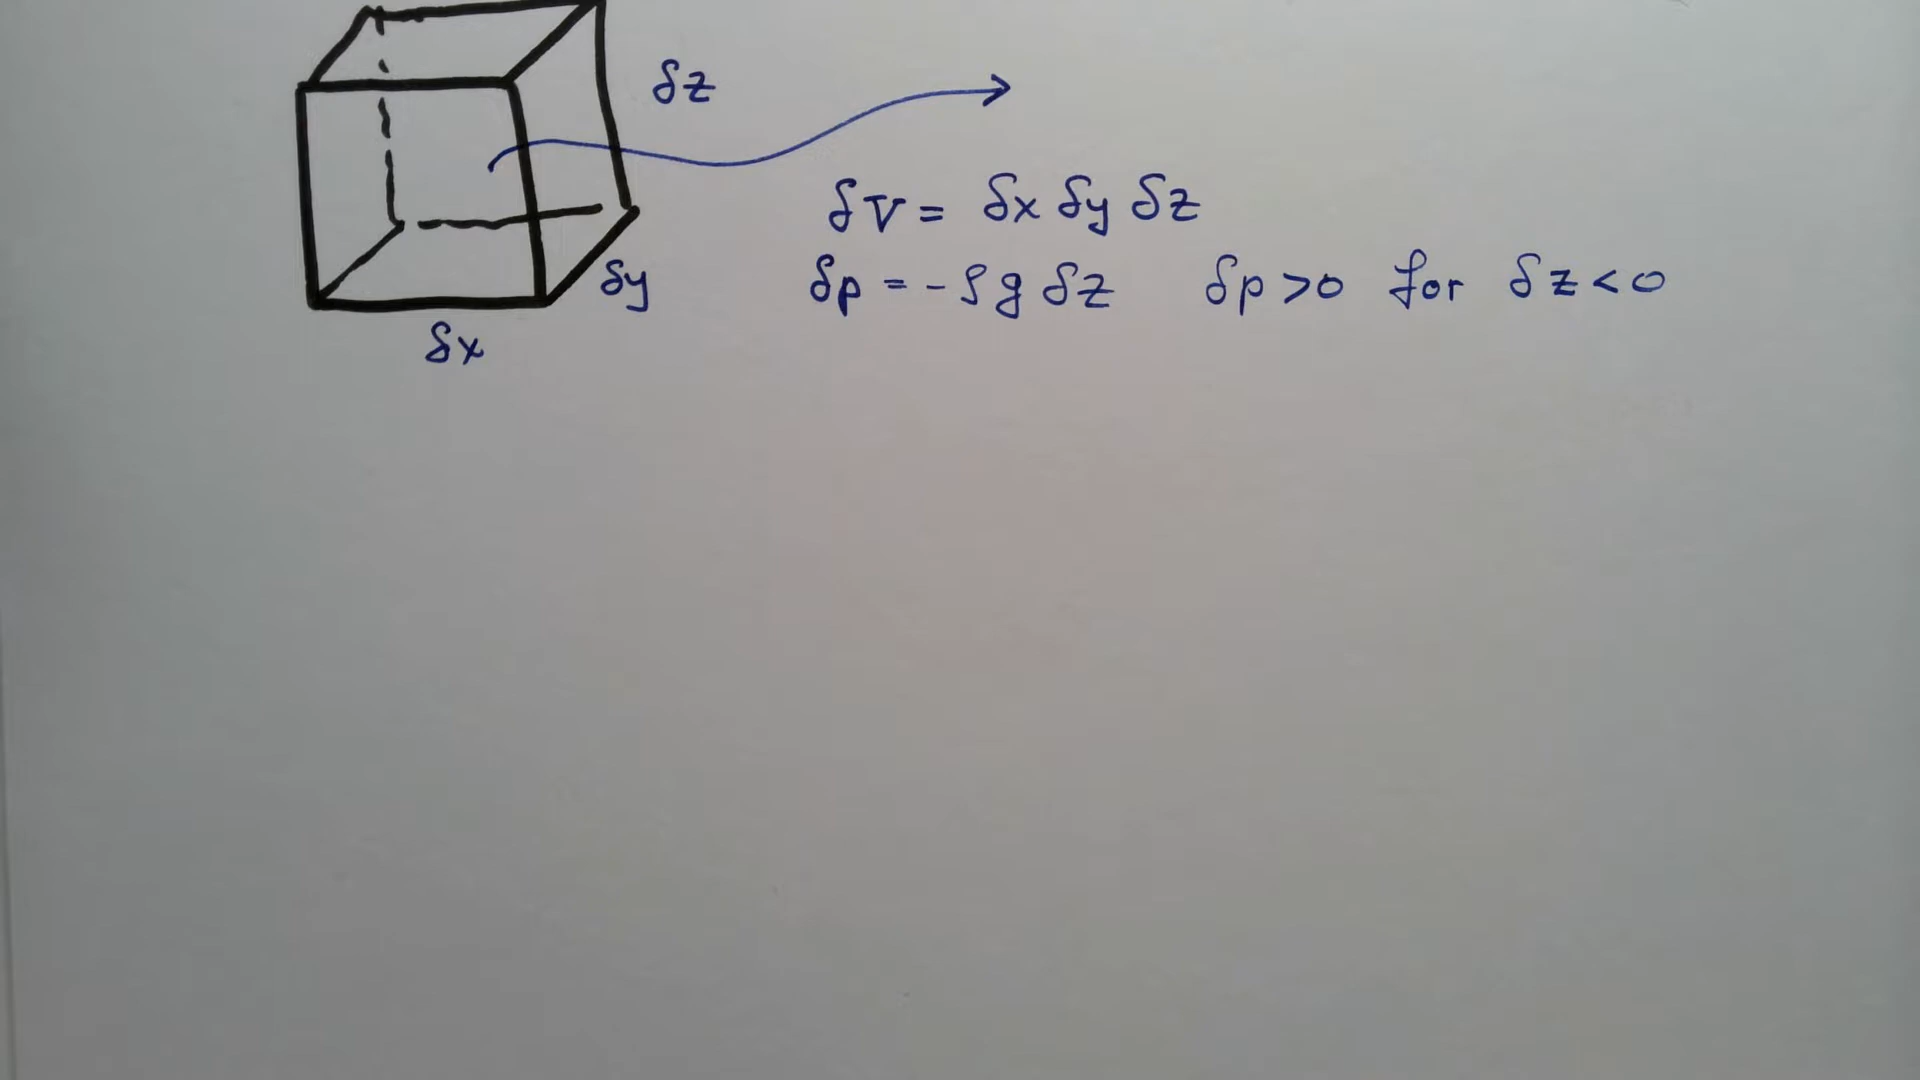 δz
δV = δx δy δz
δy
δp = -ρg δz δp >0 for δz <0
δx